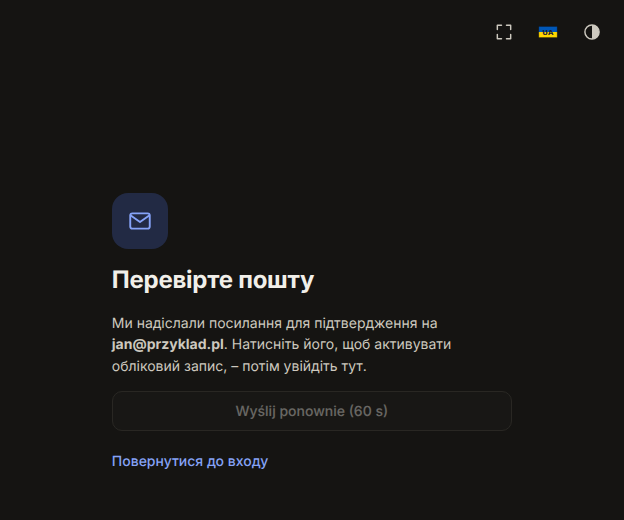 UA
Перевірте пошту
Ми надіслали посилання для підтвердження на
jan@przyklad.pl. Натисніть його, щоб активувати
обліковий запис, – потім увійдіть тут.
Wyślij ponownie (60 s)
Повернутися до входу